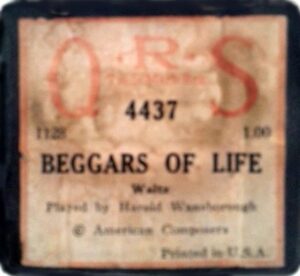 Q·R·S
4437
1128 1.00
BEGGARS OF LIFE
Waltz
Played by Harold Wansborough
© American Composers
Printed in U.S.A.